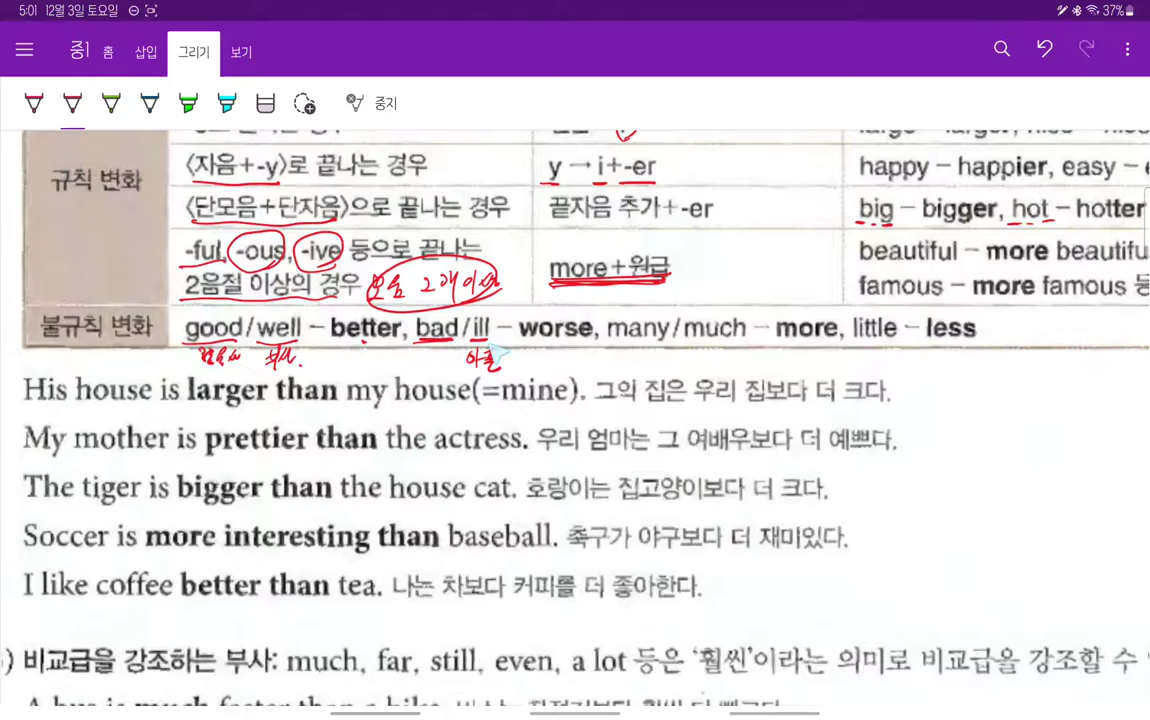 5:01 12월 3일 토요일 37%
중1 홈 삽입 그리기 보기
중지
규칙 변화
〈자음+-y〉로 끝나는 경우 y → i+-er happy – happier, easy –
〈단모음+단자음〉으로 끝나는 경우 끝자음 추가+-er big – bigger, hot – hotter
-ful, -ous, -ive 등으로 끝나는
2음절 이상의 경우 모음 2개 이상 more+원급
beautiful – more beautifu
famous – more famous 등
불규칙 변화 good/well – better, bad/ill – worse, many/much – more, little – less
His house is larger than my house(=mine). 그의 집은 우리 집보다 더 크다.
My mother is prettier than the actress. 우리 엄마는 그 여배우보다 더 예쁘다.
The tiger is bigger than the house cat. 호랑이는 집고양이보다 더 크다.
Soccer is more interesting than baseball. 축구가 야구보다 더 재미있다.
I like coffee better than tea. 나는 차보다 커피를 더 좋아한다.
) 비교급을 강조하는 부사: much, far, still, even, a lot 등은 '훨씬'이라는 의미로 비교급을 강조할 수